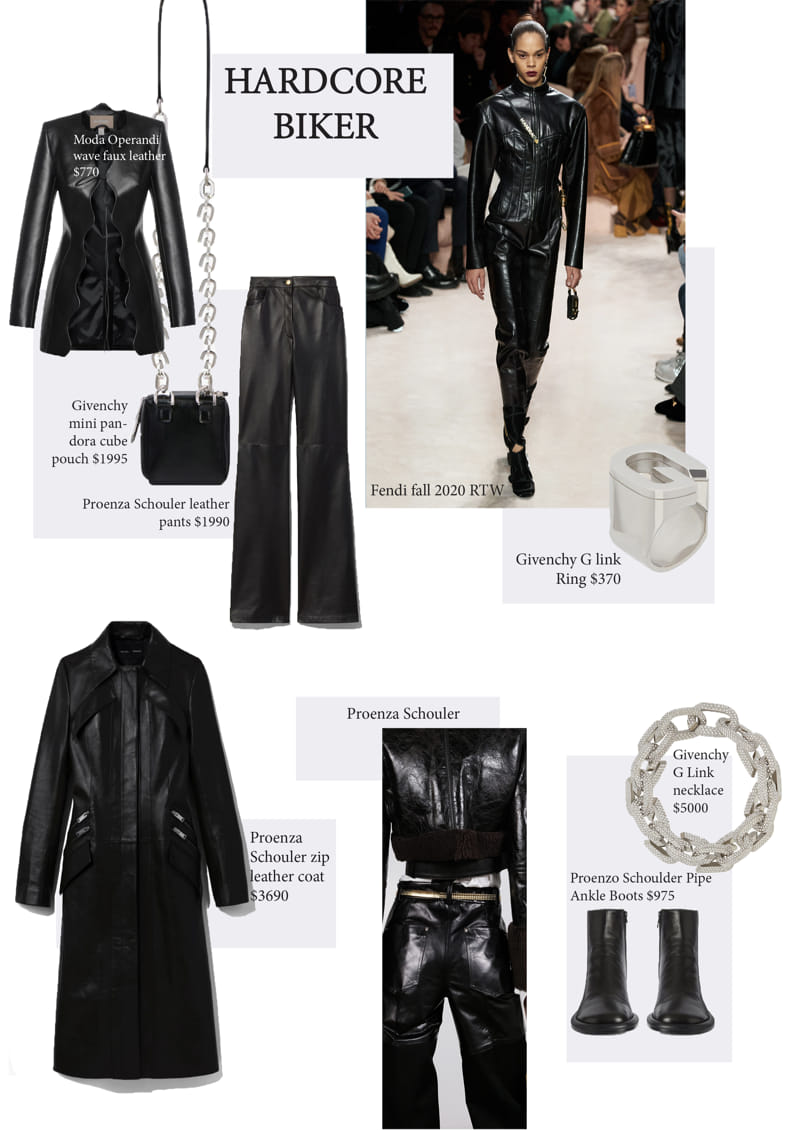 HARDCORE
BIKER
Moda Operandi
wave faux leather
$770
Givenchy
mini pan-
dora cube
pouch $1995
Proenza Schouler leather
pants $1990
Fendi fall 2020 RTW
Givenchy G link
Ring $370
Proenza Schouler
Givenchy
G Link
necklace
$5000
Proenza
Schouler zip
leather coat
$3690
Proenzo Schoulder Pipe
Ankle Boots $975